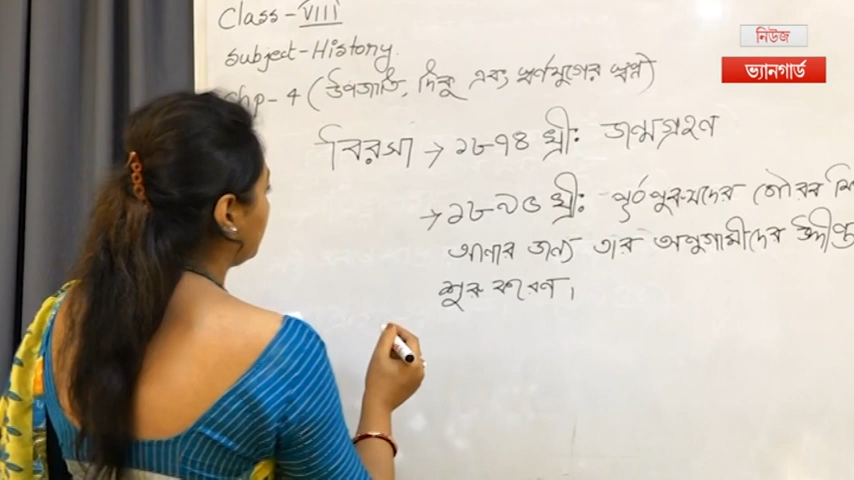 Class-VIII
Subject-History.
Chp-4 (উপজাতি, দিকু এবং স্বর্ণযুগের স্বপ্ন)
বিরসা → ১৮৭৪ খ্রীঃ জন্মগ্রহণ
→ ১৮৯৫ খ্রীঃ পূর্বপুরুষদের গৌরব
আনার জন্য তার অনুগামীদের উদ্দীপ্ত
শুরু করেন।
নিউজ
ভ্যানগার্ড